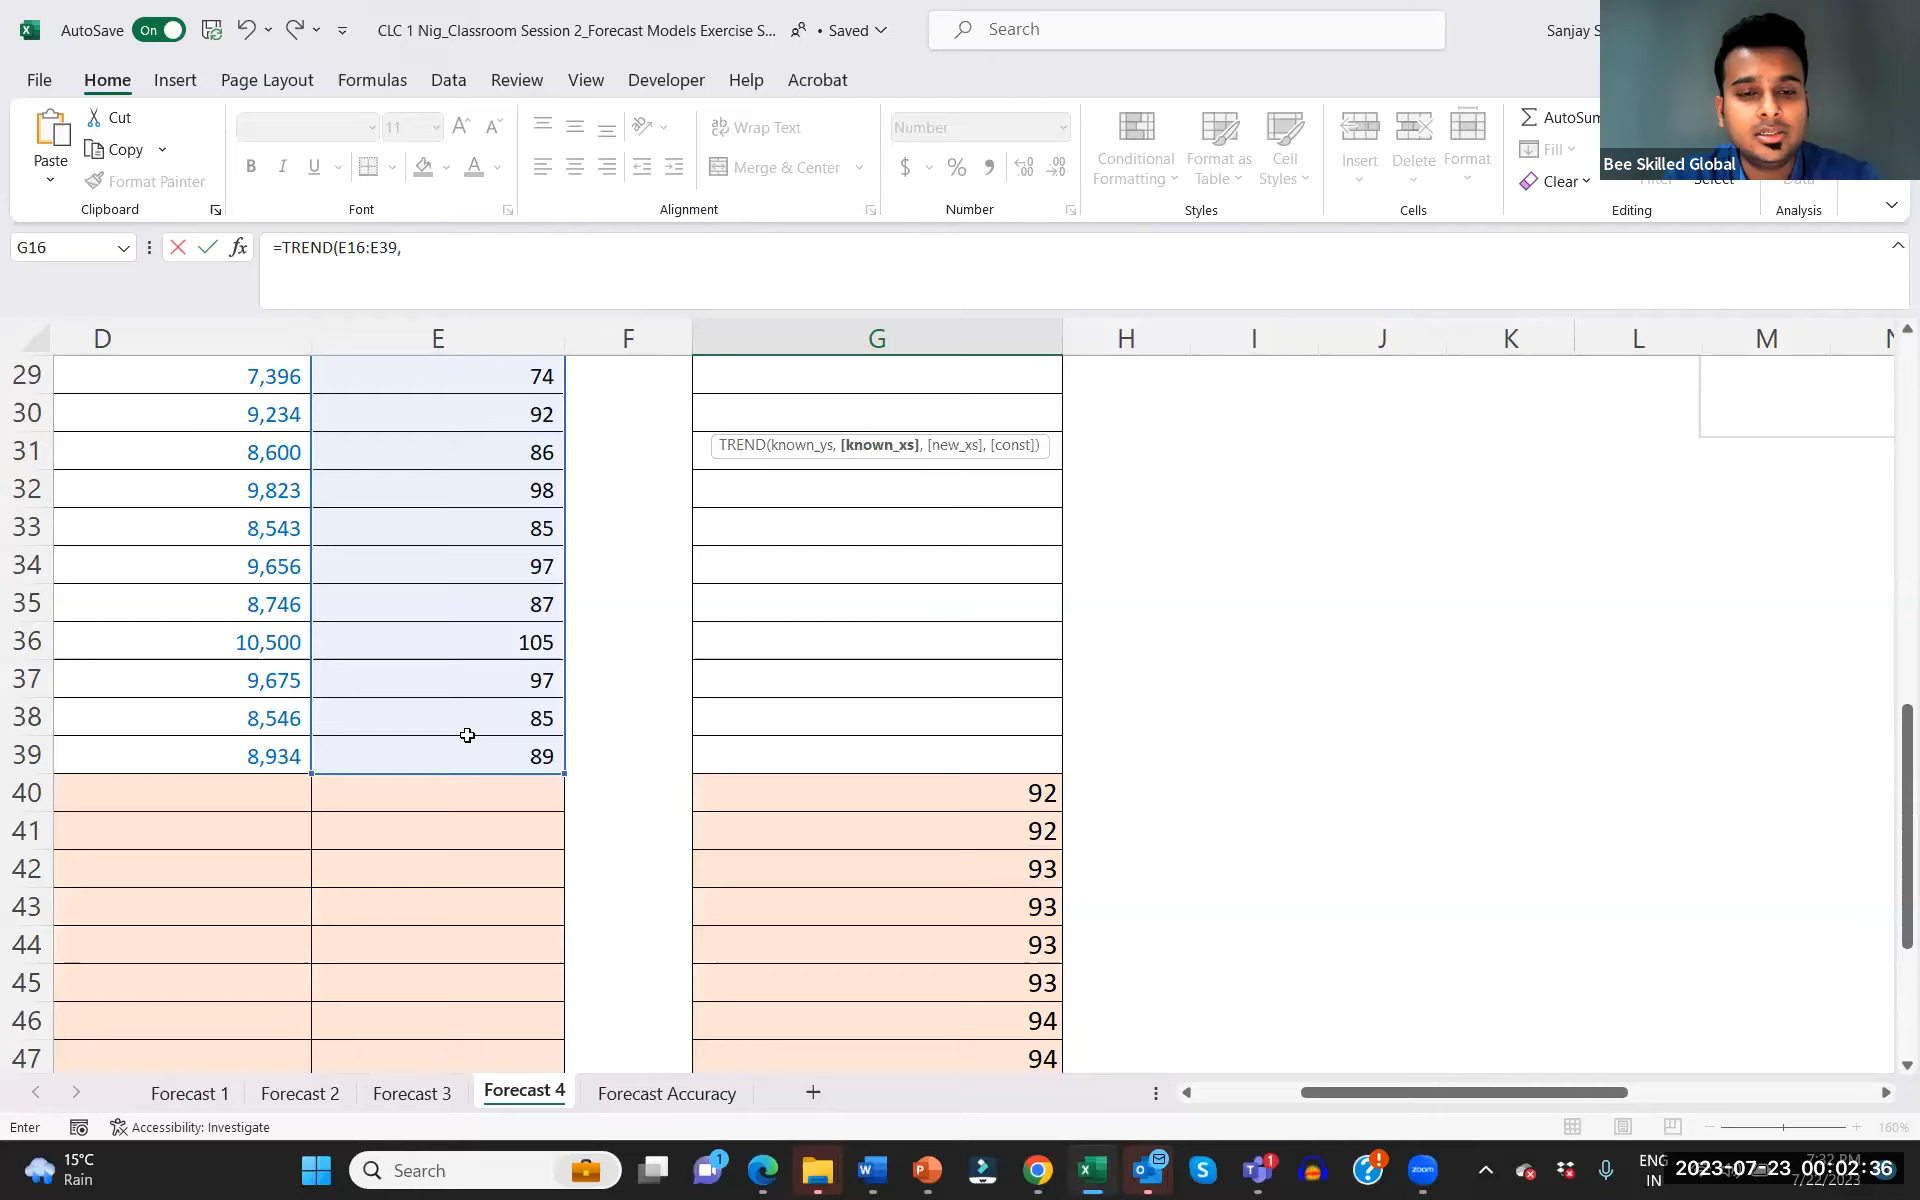 AutoSave On CLC 1 Nig_Classroom Session 2_Forecast Models Exercise S... • Saved Search Sanjay S
File Home Insert Page Layout Formulas Data Review View Developer Help Acrobat
Paste
Cut
Copy
Format Painter
Clipboard
11
B I U
Font
Wrap Text
Merge & Center
Alignment
Number
Number
Conditional Formatting
Format as Table
Cell Styles
Styles
Insert Delete Format
Cells
AutoSum
Fill
Clear
Editing
Analysis
Bee Skilled Global
G16 fx =TREND(E16:E39,
D E F G H I J K L M
29 7,396 74
30 9,234 92
31 8,600 86 TREND(known_ys, [known_xs], [new_xs], [const])
32 9,823 98
33 8,543 85
34 9,656 97
35 8,746 87
36 10,500 105
37 9,675 97
38 8,546 85
39 8,934 89
40 92
41 92
42 93
43 93
44 93
45 93
46 94
47 94
Forecast 1 Forecast 2 Forecast 3 Forecast 4 Forecast Accuracy
Enter Accessibility: Investigate 160%
15°C
Rain
Search
zoom
ENG
IN
2023-07-23 00:02:36
7/22/2023